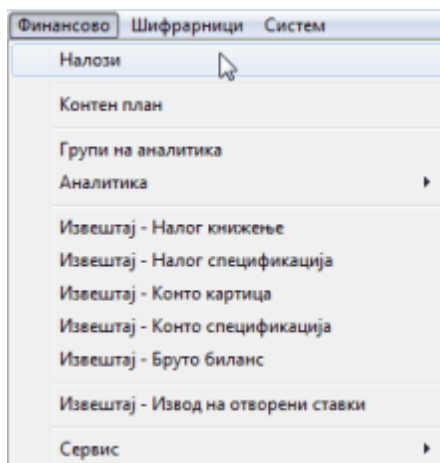 Финансово Шифрарници Систем
Налози
Контен план
Групи на аналитика
Аналитика
Извештај - Налог книжење
Извештај - Налог спецификација
Извештај - Конто картица
Извештај - Конто спецификација
Извештај - Бруто биланс
Извештај - Извод на отворени ставки
Сервис